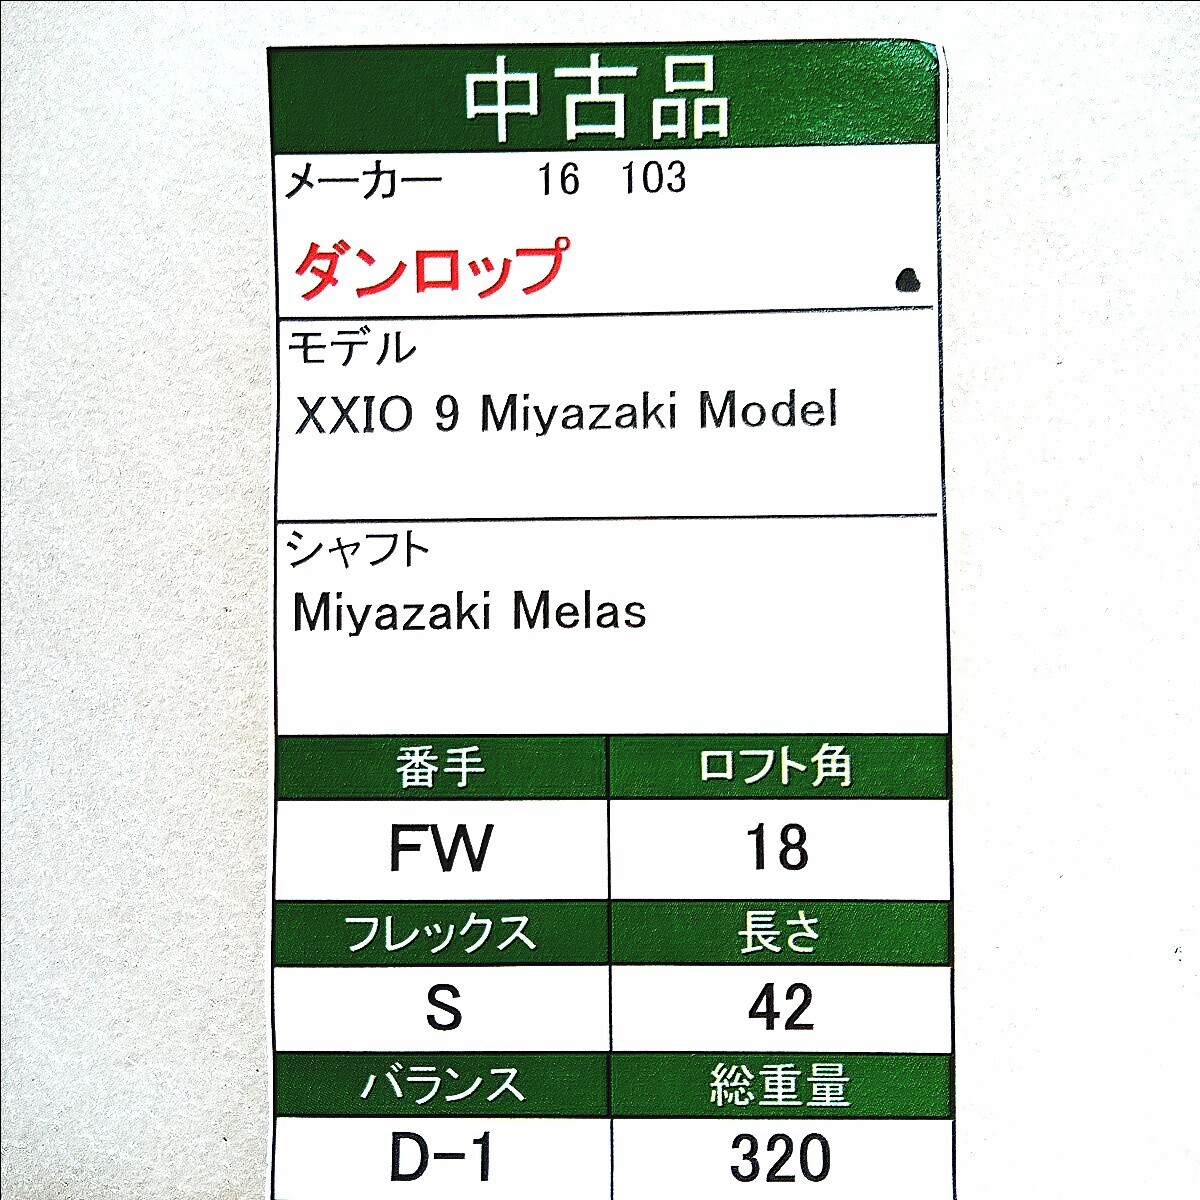 中古品
メーカー 16 103
ダンロップ
モデル
XXIO 9 Miyazaki Model
シャフト
Miyazaki Melas
番手 ロフト角
FW 18
フレックス 長さ
S 42
バランス 総重量
D-1 320